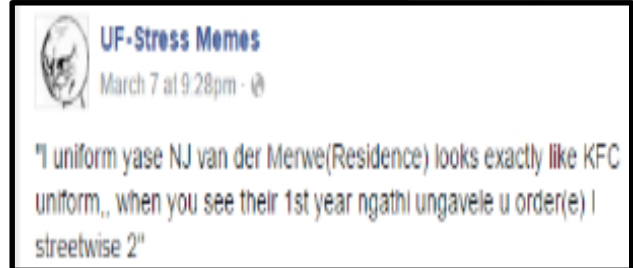 UF-Stress Memes
March 7 at 9:28pm ·
"I uniform yase NJ van der Merwe(Residence) looks exactly like KFC
uniform,, when you see their 1st year ngathi ungavele u order(e) I
streetwise 2"